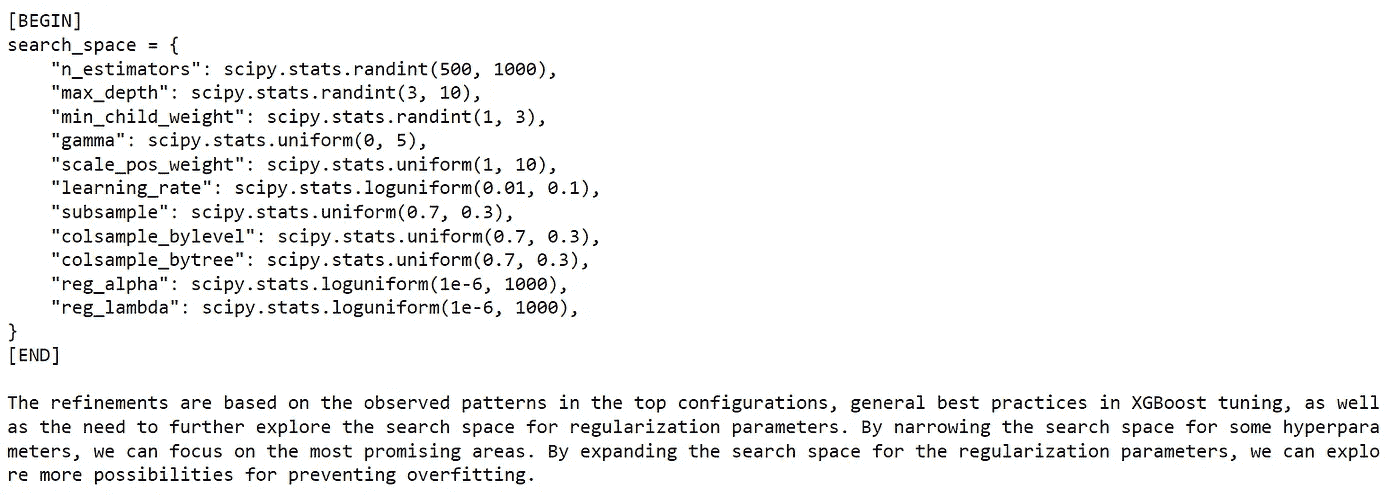 [BEGIN]
search_space = {
    "n_estimators": scipy.stats.randint(500, 1000),
    "max_depth": scipy.stats.randint(3, 10),
    "min_child_weight": scipy.stats.randint(1, 3),
    "gamma": scipy.stats.uniform(0, 5),
    "scale_pos_weight": scipy.stats.uniform(1, 10),
    "learning_rate": scipy.stats.loguniform(0.01, 0.1),
    "subsample": scipy.stats.uniform(0.7, 0.3),
    "colsample_bylevel": scipy.stats.uniform(0.7, 0.3),
    "colsample_bytree": scipy.stats.uniform(0.7, 0.3),
    "reg_alpha": scipy.stats.loguniform(1e-6, 1000),
    "reg_lambda": scipy.stats.loguniform(1e-6, 1000),
}
[END]
The refinements are based on the observed patterns in the top configurations, general best practices in XGBoost tuning, as well
as the need to further explore the search space for regularization parameters. By narrowing the search space for some hyperpara
meters, we can focus on the most promising areas. By expanding the search space for the regularization parameters, we can explo
re more possibilities for preventing overfitting.